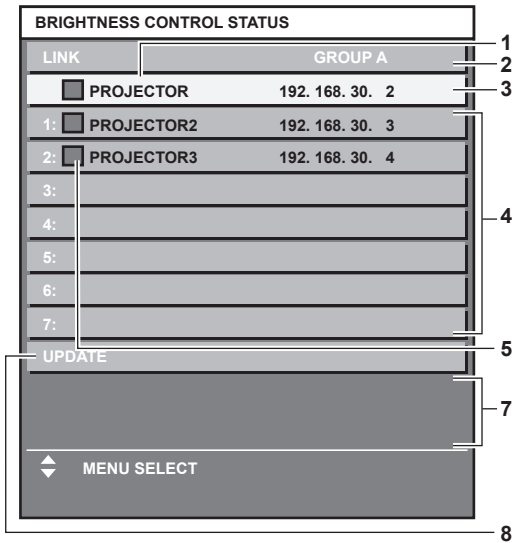 BRIGHTNESS CONTROL STATUS
1
LINK GROUP A
2
PROJECTOR 192. 168. 30. 2
3
1: PROJECTOR2 192. 168. 30. 3
2: PROJECTOR3 192. 168. 30. 4
3:
4
4:
5:
6:
7:
5
UPDATE
7
MENU SELECT
8